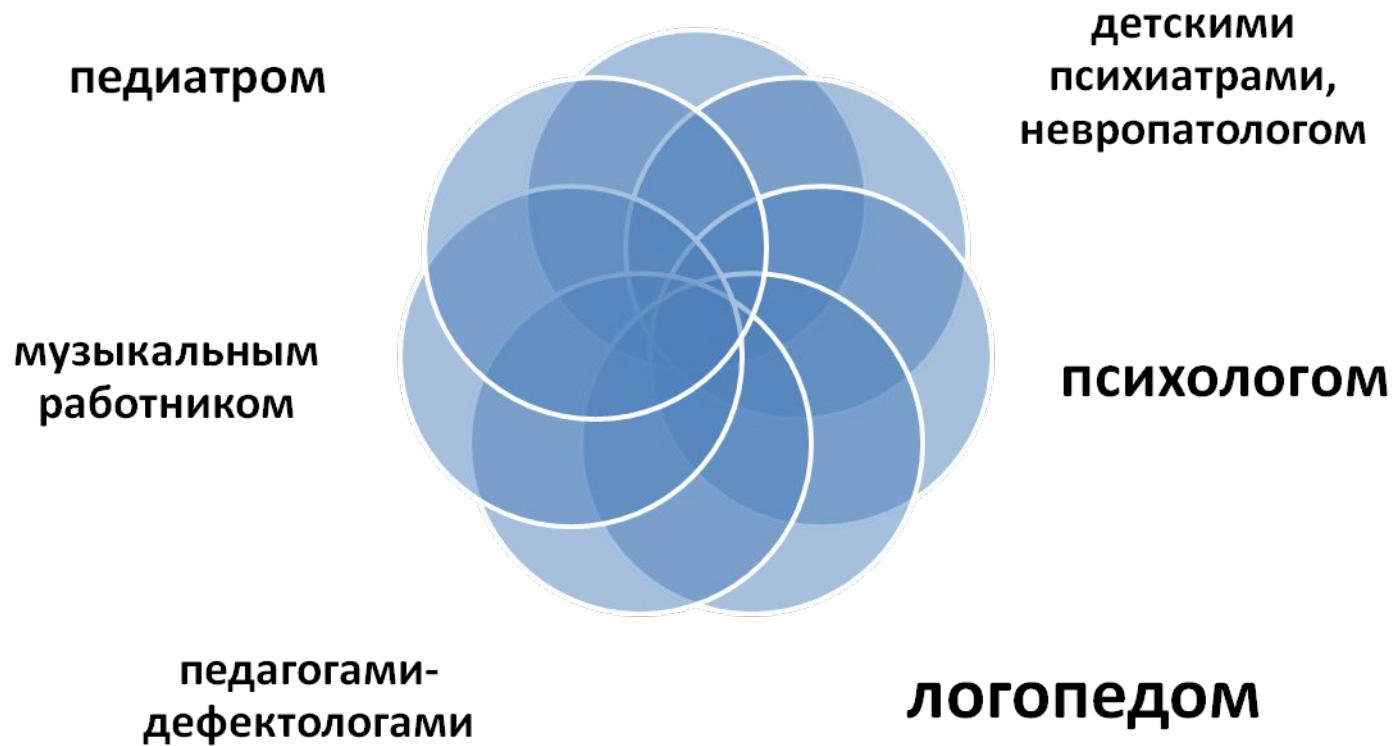 педиатром
детскими
психиатрами,
невропатологом
музыкальным
работником
психологом
педагогами-
дефектологами
логопедом